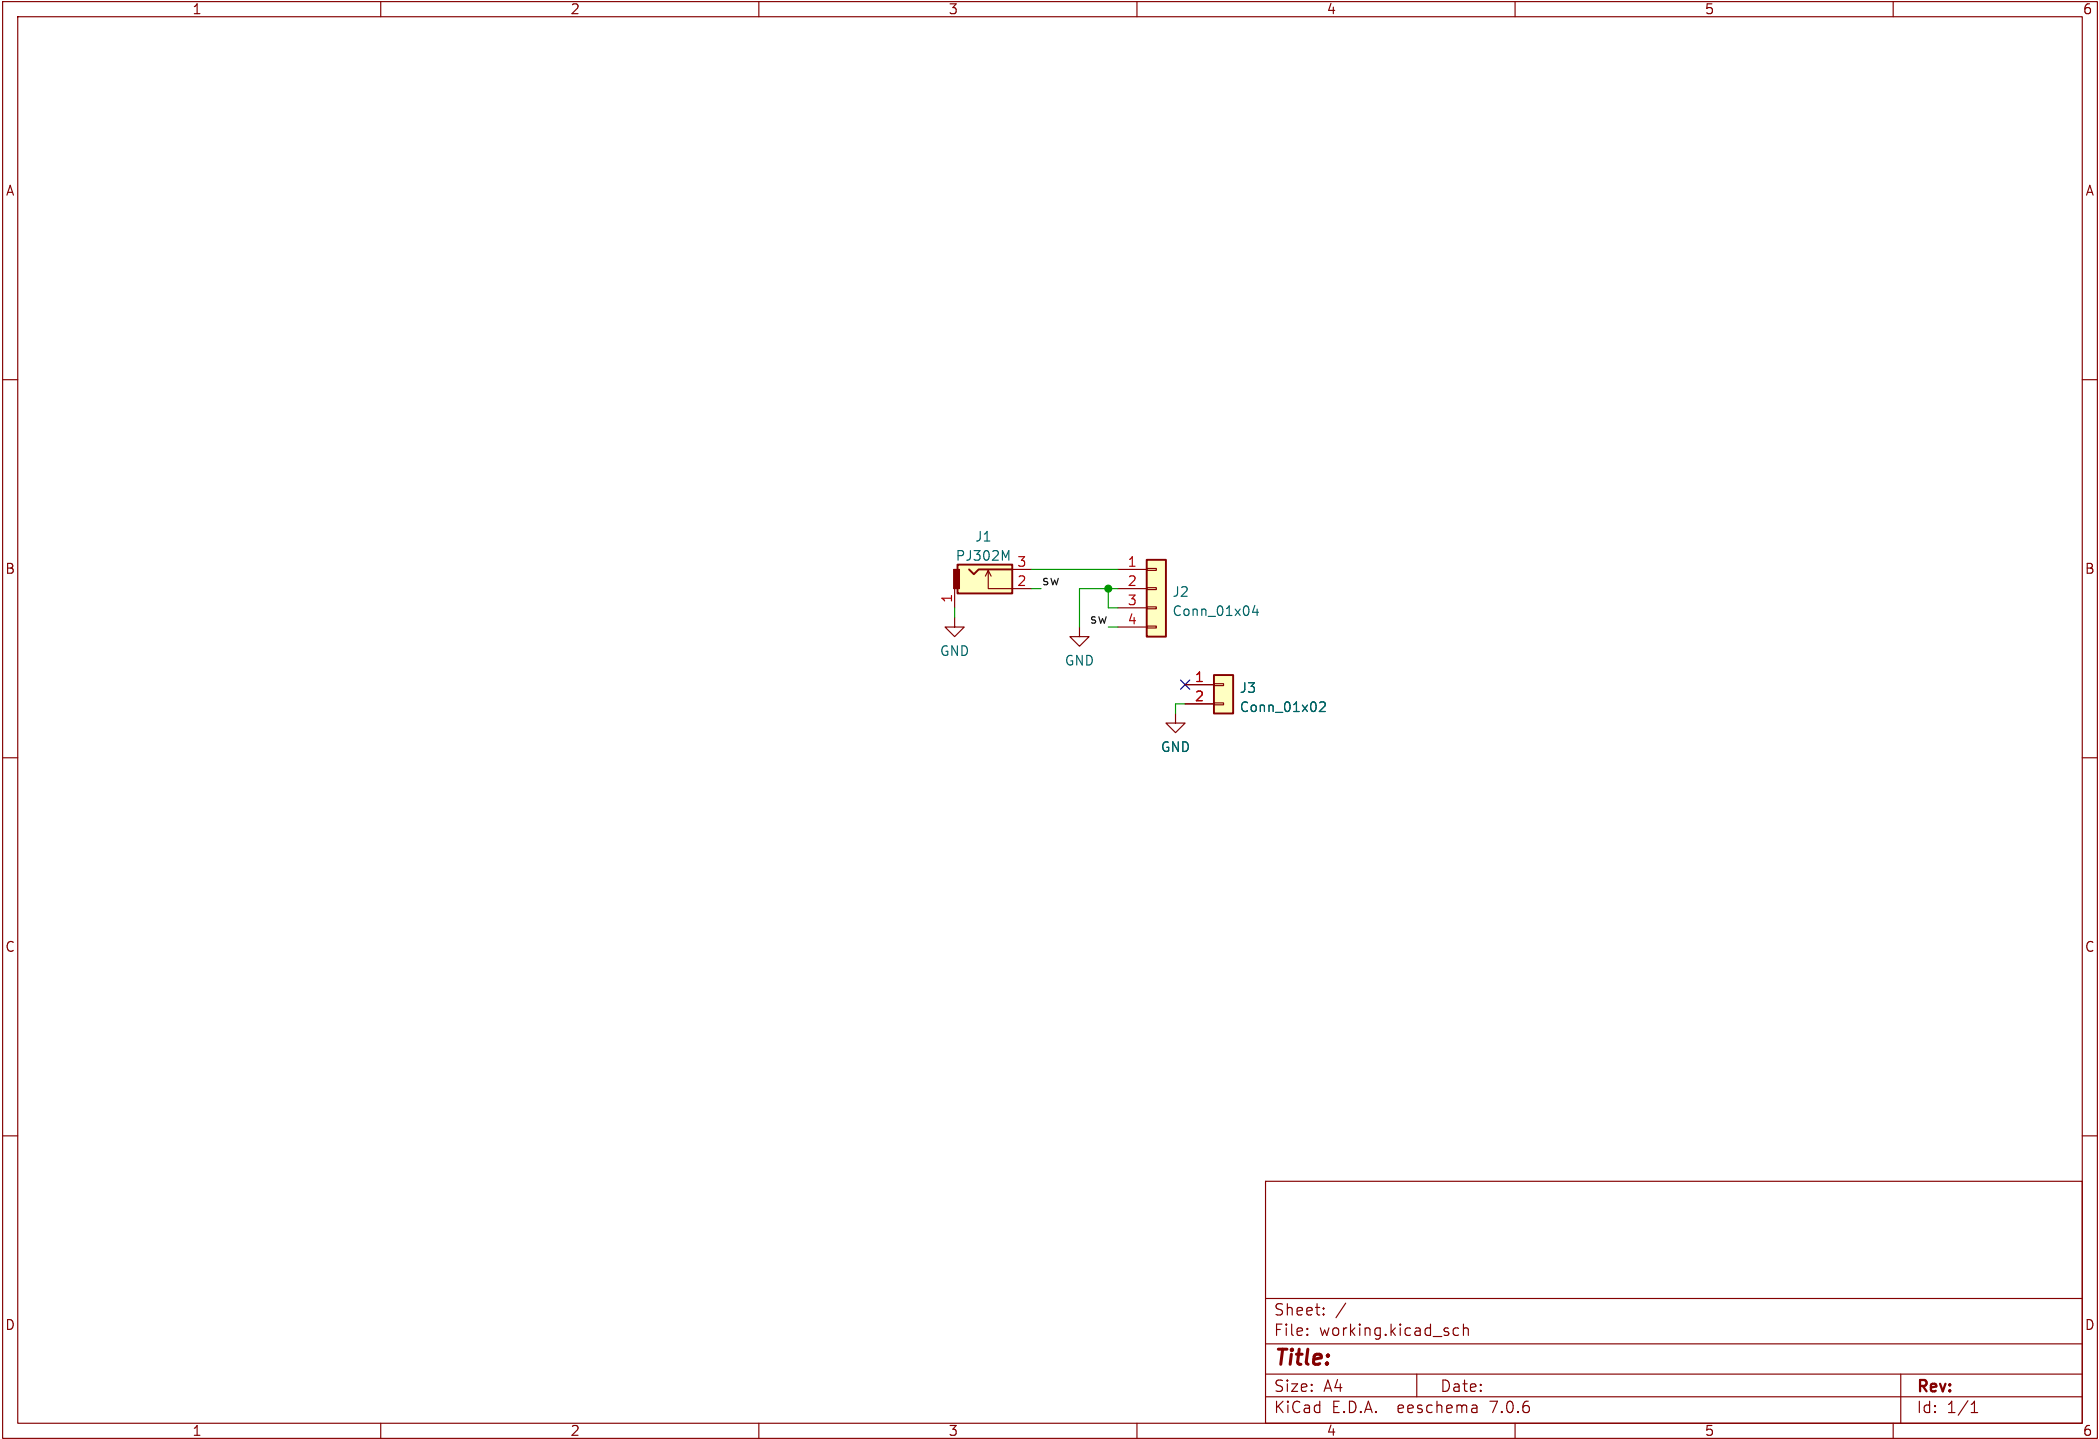 1 2 3 4 5 6
A A
J1
PJ302M
3
2 sw
1
GND
1
2
3
sw 4
J2
Conn_01x04
GND
B B
1
2
J3
Conn_01x02
GND
C C
D D
Sheet: /
File: working.kicad_sch
Title:
Size: A4 Date: Rev:
KiCad E.D.A. eeschema 7.0.6 Id: 1/1
1 2 3 4 5 6